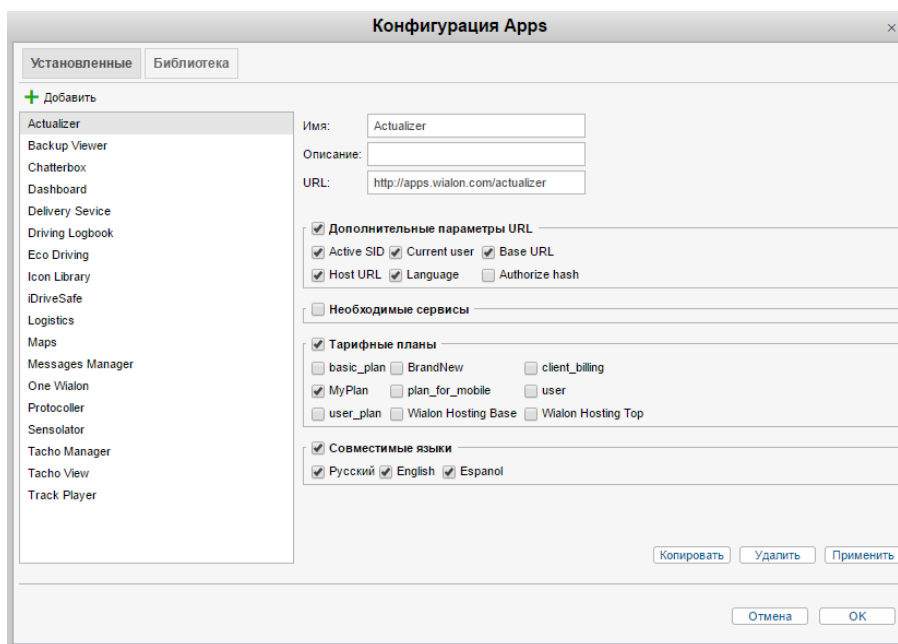 Конфигурация Apps ×
Установленные Библиотека
Добавить
Actualizer
Backup Viewer
Chatterbox
Dashboard
Delivery Sevice
Driving Logbook
Eco Driving
Icon Library
iDriveSafe
Logistics
Maps
Messages Manager
One Wialon
Protocoller
Sensolator
Tacho Manager
Tacho View
Track Player
Имя: Actualizer
Описание:
URL: http://apps.wialon.com/actualizer
Дополнительные параметры URL
Active SID Current user Base URL
Host URL Language Authorize hash
Необходимые сервисы
Тарифные планы
basic_plan BrandNew client_billing
MyPlan plan_for_mobile user
user_plan Wialon Hosting Base Wialon Hosting Top
Совместимые языки
Русский English Espanol
Копировать Удалить Применить
Отмена OK